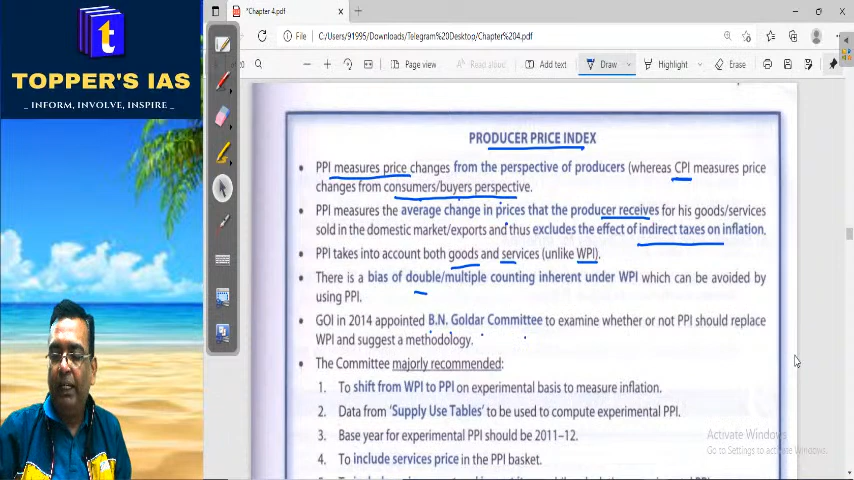 *Chapter 4.pdf
File
C:/Users/91995/Downloads/Telegram%20Desktop/Chapter%204.pdf
Page view
Read aloud
Add text
Draw
Highlight
Erase
t
TOPPER'S IAS
_ INFORM, INVOLVE, INSPIRE _
PRODUCER PRICE INDEX
• PPI measures price changes from the perspective of producers (whereas CPI measures price
changes from consumers/buyers perspective.
• PPI measures the average change in prices that the producer receives for his goods/services
sold in the domestic market/exports and thus excludes the effect of indirect taxes on inflation.
• PPI takes into account both goods and services (unlike WPI).
• There is a bias of double/multiple counting inherent under WPI which can be avoided by
using PPI.
• GOI in 2014 appointed B.N. Goldar Committee to examine whether or not PPI should replace
WPI and suggest a methodology.
• The Committee majorly recommended:
1. To shift from WPI to PPI on experimental basis to measure inflation.
2. Data from 'Supply Use Tables' to be used to compute experimental PPI.
3. Base year for experimental PPI should be 2011–12.
4. To include services price in the PPI basket.
Activate Windows
Go to Settings to activate Windows.